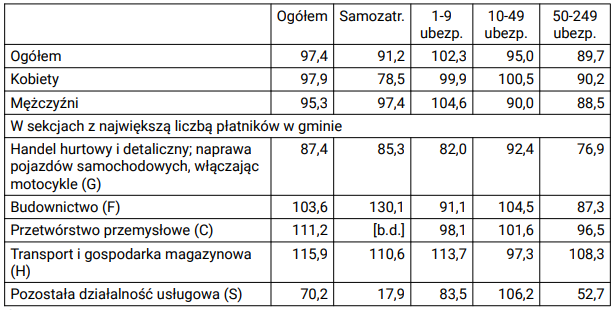 Ogółem Samozatr. 1-9 ubezp. 10-49 ubezp. 50-249 ubezp.
Ogółem 97,4 91,2 102,3 95,0 89,7
Kobiety 97,9 78,5 99,9 100,5 90,2
Mężczyźni 95,3 97,4 104,6 90,0 88,5
W sekcjach z największą liczbą płatników w gminie
Handel hurtowy i detaliczny; naprawa 87,4 85,3 82,0 92,4 76,9
pojazdów samochodowych, włączając
motocykle (G)
Budownictwo (F) 103,6 130,1 91,1 104,5 87,3
Przetwórstwo przemysłowe (C) 111,2 [b.d.] 98,1 101,6 96,5
Transport i gospodarka magazynowa 115,9 110,6 113,7 97,3 108,3
(H)
Pozostała działalność usługowa (S) 70,2 17,9 83,5 106,2 52,7